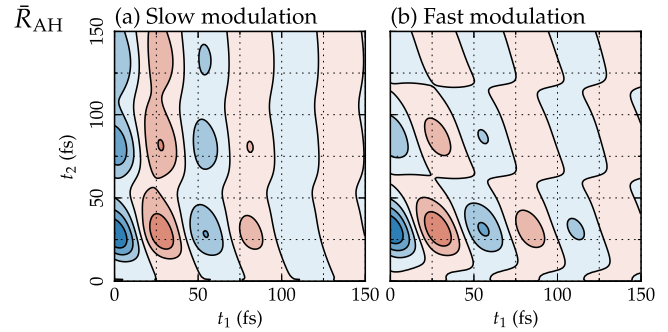 R̄_AH
(a) Slow modulation
(b) Fast modulation
150
100
50
0
t₂ (fs)
0 50 100 150
0 50 100 150
t₁ (fs)
t₁ (fs)